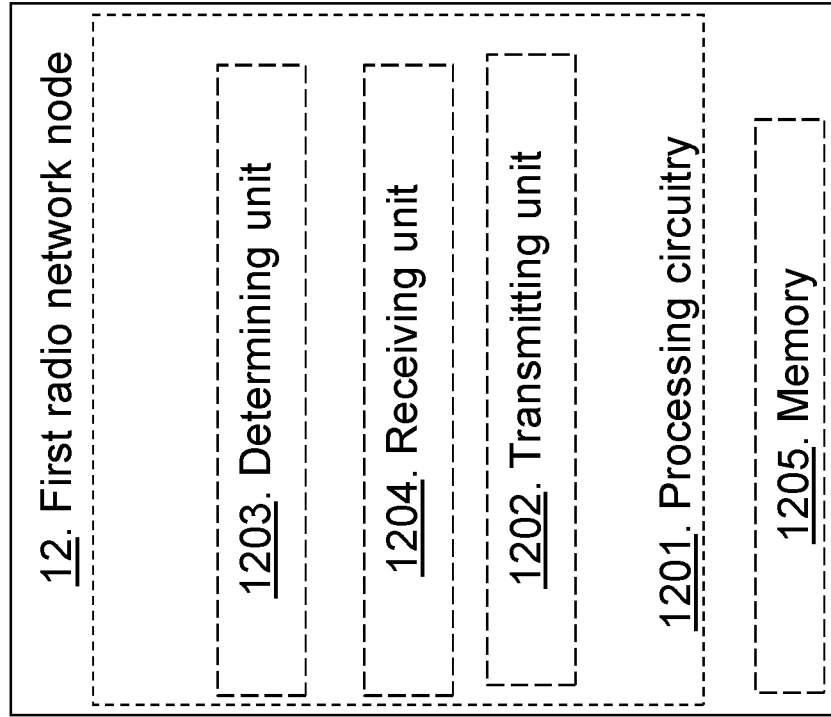 12. First radio network node
1203. Determining unit
1204. Receiving unit
1202. Transmitting unit
1201. Processing circuitry
1205. Memory